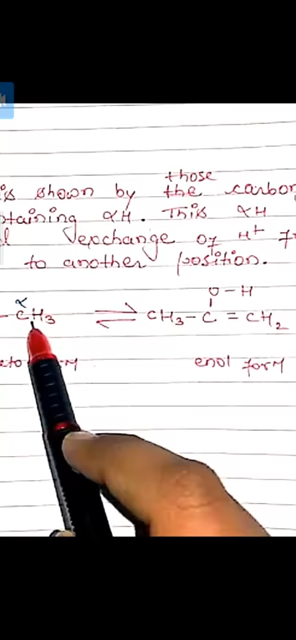 those
is shown by the carbon
taining αH. This αH
exchange of H+
to another position.
O-H
α
-CH3 ⇌ CH3-C=CH2
enol form